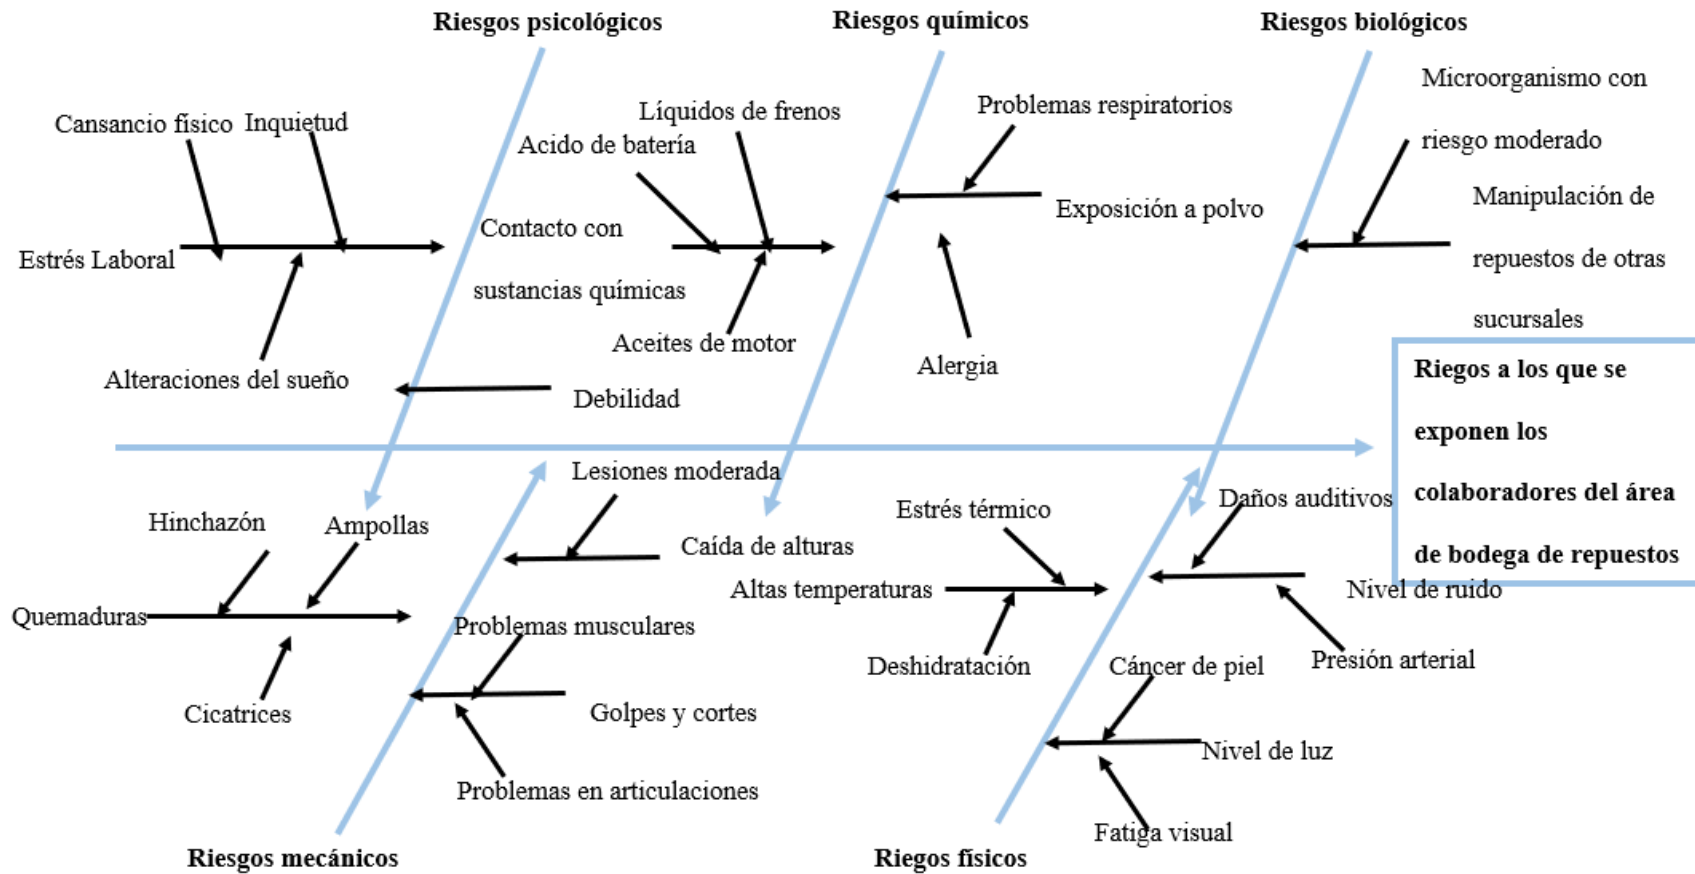 Riesgos psicológicos
Riesgos químicos
Riesgos biológicos
Cansancio físico
Inquietud
Estrés Laboral
Alteraciones del sueño
Debilidad
Líquidos de frenos
Acido de batería
Contacto con
sustancias químicas
Aceites de motor
Problemas respiratorios
Exposición a polvo
Alergia
Microorganismo con
riesgo moderado
Manipulación de
repuestos de otras
sucursales
Riegos a los que se
exponen los
colaboradores del área
de bodega de repuestos
Hinchazón
Ampollas
Quemaduras
Cicatrices
Lesiones moderada
Caída de alturas
Problemas musculares
Golpes y cortes
Problemas en articulaciones
Estrés térmico
Altas temperaturas
Deshidratación
Daños auditivos
Nivel de ruido
Presión arterial
Cáncer de piel
Nivel de luz
Fatiga visual
Riesgos mecánicos
Riegos físicos